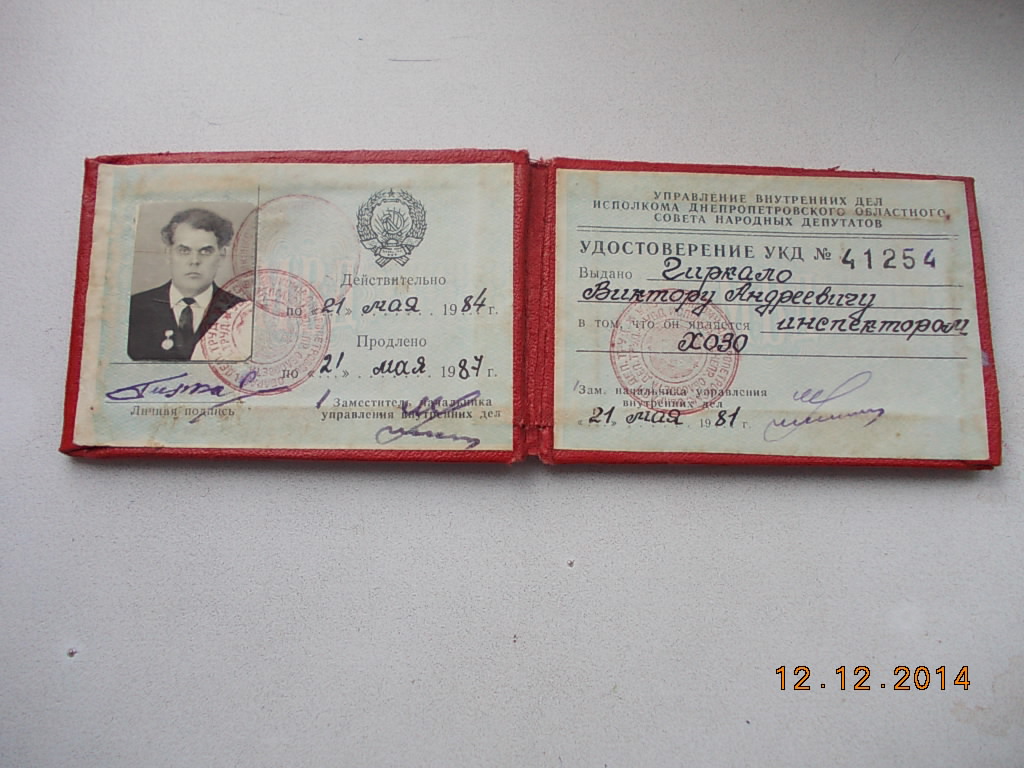 Действительно
по «21» мая 1984 г.
Продлено
по «21» мая 1987 г.
Личная подпись
Заместитель начальника
управления внутренних дел
УПРАВЛЕНИЕ ВНУТРЕННИХ ДЕЛ
ИСПОЛКОМА ДНЕПРОПЕТРОВСКОГО ОБЛАСТНОГО
СОВЕТА НАРОДНЫХ ДЕПУТАТОВ
УДОСТОВЕРЕНИЕ УКД № 41254
Выдано Гиркало
Виктору Андреевичу
в том, что он является инспектором
ХОЗО
Зам. начальника управления
внутренних дел
«21» мая 1981 г.
12.12.2014